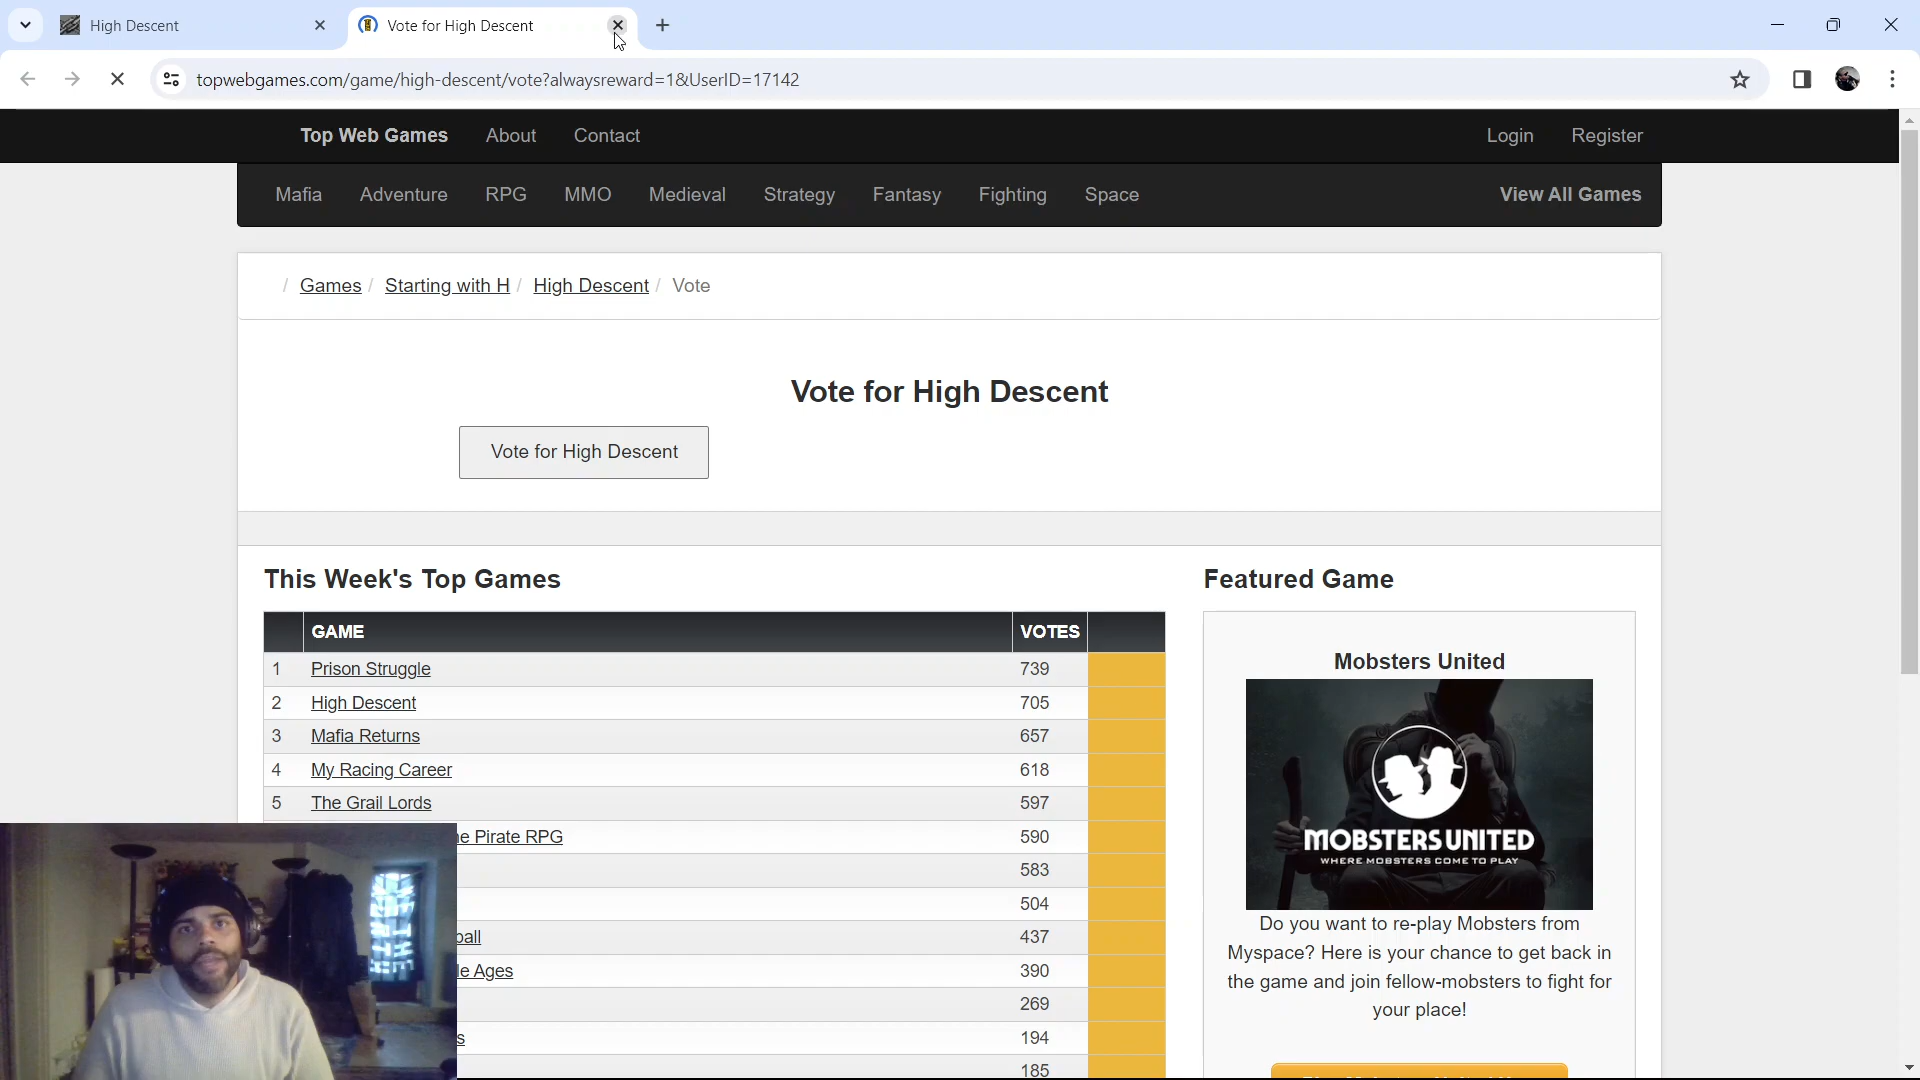 High Descent
Vote for High Descent
topwebgames.com/game/high-descent/vote?alwaysreward=1&UserID=17142
Top Web Games About Contact Login Register
Mafia Adventure RPG MMO Medieval Strategy Fantasy Fighting Space View All Games
/ Games / Starting with H / High Descent / Vote
Vote for High Descent
Vote for High Descent
This Week's Top Games
GAME VOTES
1 Prison Struggle 739
2 High Descent 705
3 Mafia Returns 657
4 My Racing Career 618
5 The Grail Lords 597
Pirate RPG 590
583
504
437
Ages 390
269
194
185
Featured Game
Mobsters United
MOBSTERS UNITED
WHERE MOBSTERS COME TO PLAY
Do you want to re-play Mobsters from
Myspace? Here is your chance to get back in
the game and join fellow-mobsters to fight for
your place!